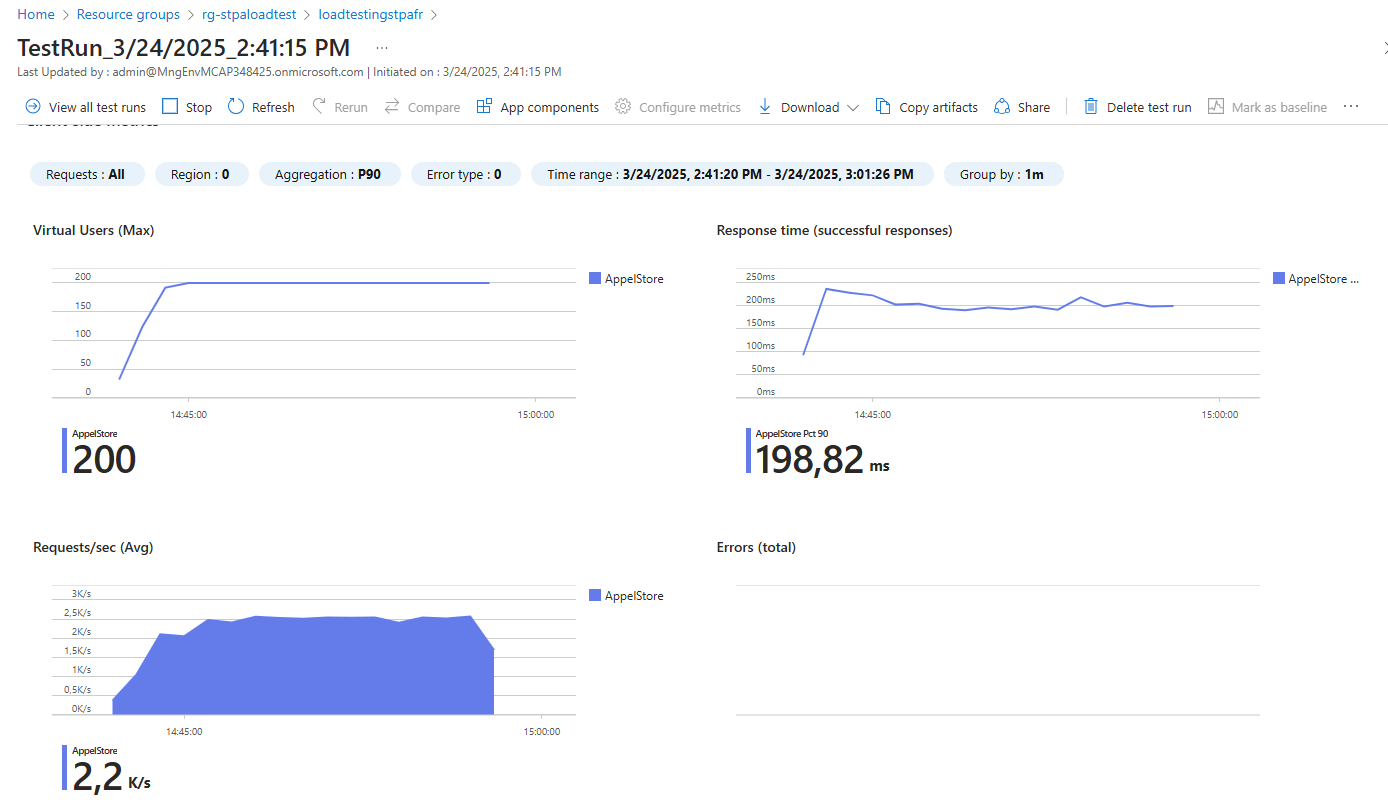 Home > Resource groups > rg-stpaloadtest > loadtestingstpafr >
TestRun_3/24/2025_2:41:15 PM ...
Last Updated by : admin@MngEnvMCAP348425.onmicrosoft.com | Initiated on : 3/24/2025, 2:41:15 PM
View all test runs Stop Refresh Rerun Compare App components Configure metrics Download Copy artifacts Share Delete test run Mark as baseline ...
Client side metrics
Requests : All Region : 0 Aggregation : P90 Error type : 0 Time range : 3/24/2025, 2:41:20 PM - 3/24/2025, 3:01:26 PM Group by : 1m
Virtual Users (Max)
200
150
100
50
0
14:45:00 15:00:00
AppelStore
AppelStore
200
Response time (successful responses)
250ms
200ms
150ms
100ms
50ms
0ms
14:45:00 15:00:00
AppelStore ...
AppelStore Pct 90
198,82 ms
Requests/sec (Avg)
3K/s
2,5K/s
2K/s
1,5K/s
1K/s
0,5K/s
0K/s
14:45:00 15:00:00
AppelStore
AppelStore
2,2 K/s
Errors (total)